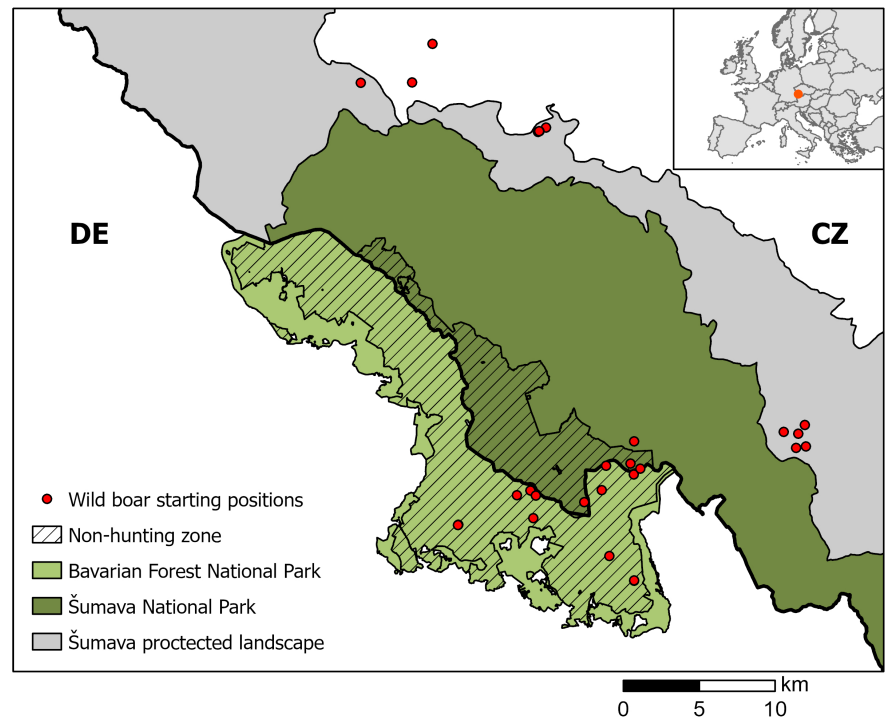 DE
CZ
Wild boar starting positions
Non-hunting zone
Bavarian Forest National Park
Šumava National Park
Šumava proctected landscape
km
0 5 10